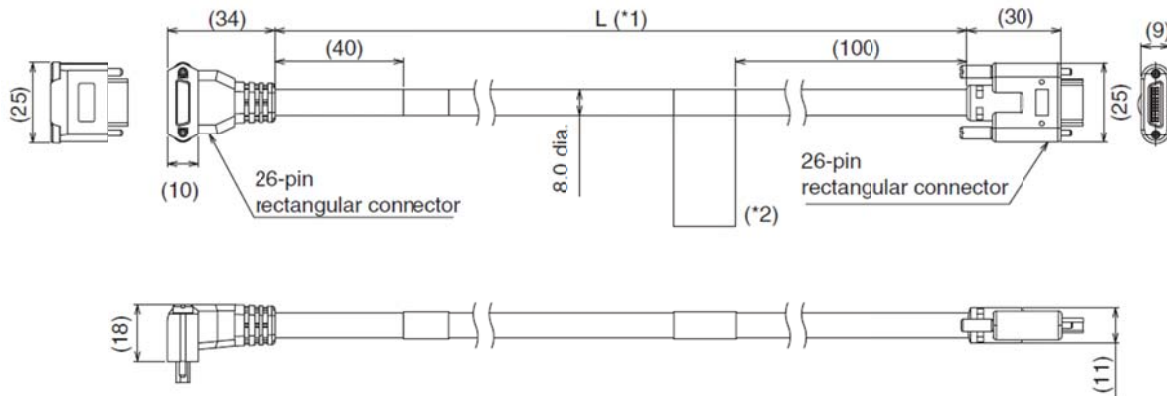 (34)
L (*1)
(30)
(9)
(40)
(100)
(25)
(25)
8.0 dia.
(10)
26-pin
rectangular connector
(*2)
26-pin
rectangular connector
(18)
(11)